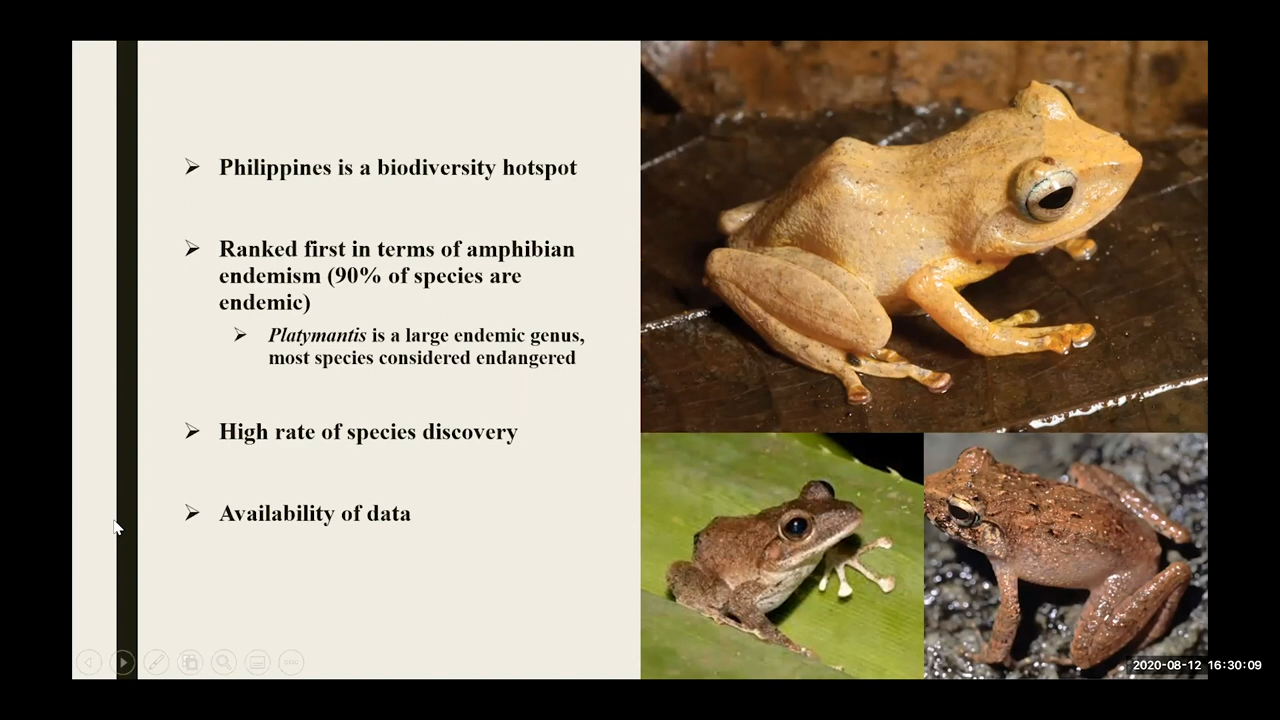 Philippines is a biodiversity hotspot
Ranked first in terms of amphibian
endemism (90% of species are
endemic)
Platymantis is a large endemic genus,
most species considered endangered
High rate of species discovery
Availability of data
2020-08-12 16:30:09